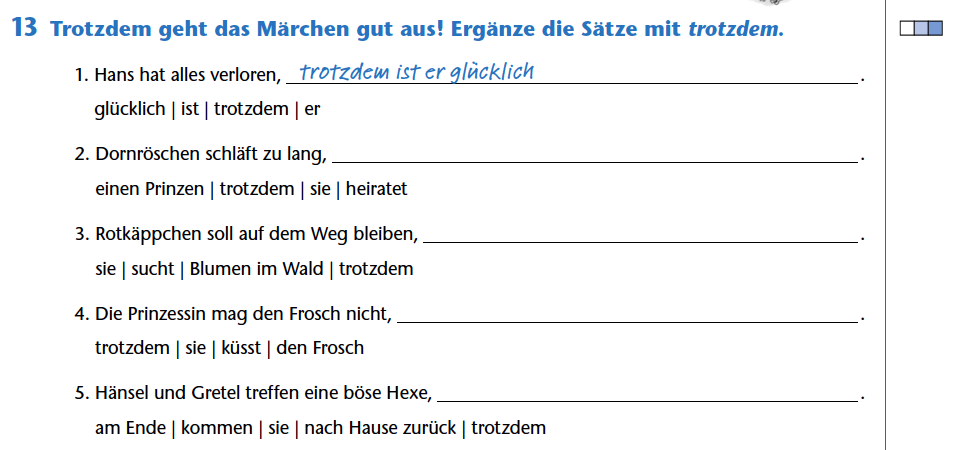 13 Trotzdem geht das Märchen gut aus! Ergänze die Sätze mit trotzdem.
1. Hans hat alles verloren, trotzdem ist er glücklich.
glücklich | ist | trotzdem | er
2. Dornröschen schläft zu lang, .
einen Prinzen | trotzdem | sie | heiratet
3. Rotkäppchen soll auf dem Weg bleiben, .
sie | sucht | Blumen im Wald | trotzdem
4. Die Prinzessin mag den Frosch nicht, .
trotzdem | sie | küsst | den Frosch
5. Hänsel und Gretel treffen eine böse Hexe, .
am Ende | kommen | sie | nach Hause zurück | trotzdem